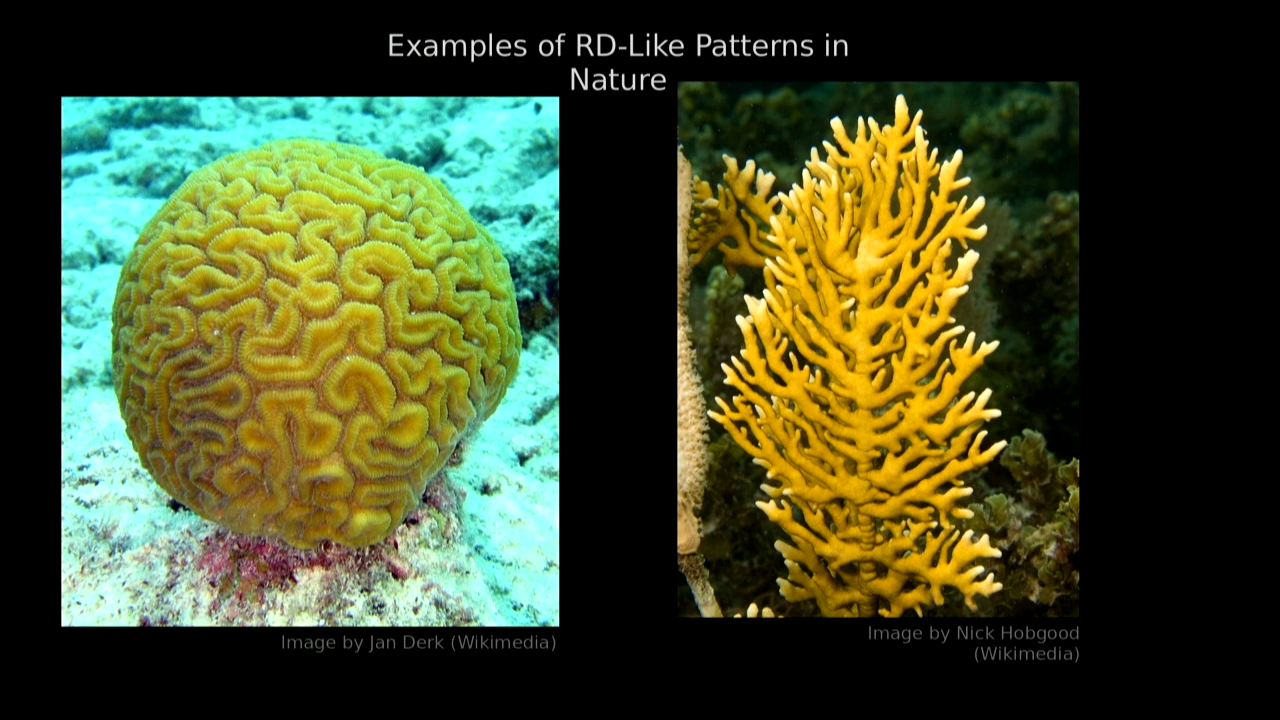 Examples of RD-Like Patterns in
Nature
Image by Jan Derk (Wikimedia)
Image by Nick Hobgood
(Wikimedia)